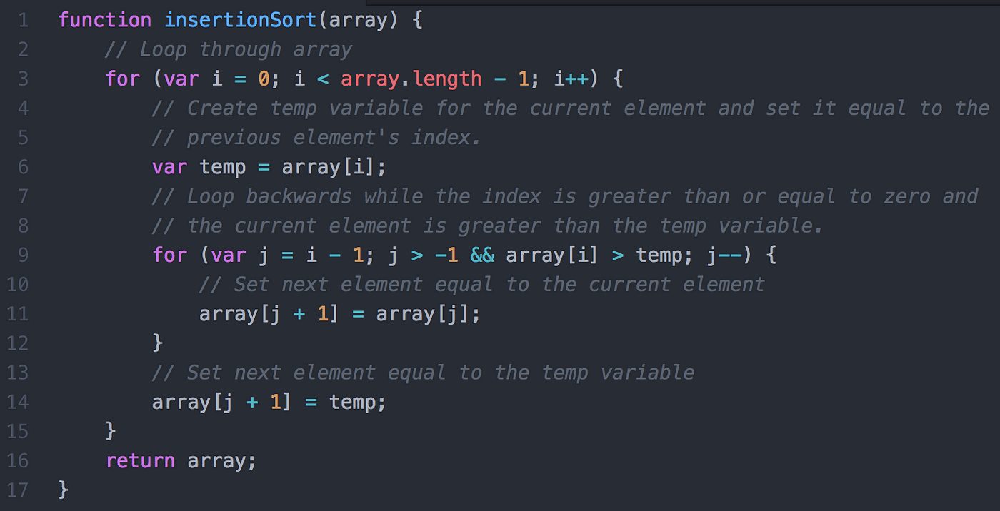 1 function insertionSort(array) {
2 // Loop through array
3 for (var i = 0; i < array.length - 1; i++) {
4 // Create temp variable for the current element and set it equal to the
5 // previous element's index.
6 var temp = array[i];
7 // Loop backwards while the index is greater than or equal to zero and
8 // the current element is greater than the temp variable.
9 for (var j = i - 1; j > -1 && array[i] > temp; j--) {
10 // Set next element equal to the current element
11 array[j + 1] = array[j];
12 }
13 // Set next element equal to the temp variable
14 array[j + 1] = temp;
15 }
16 return array;
17 }